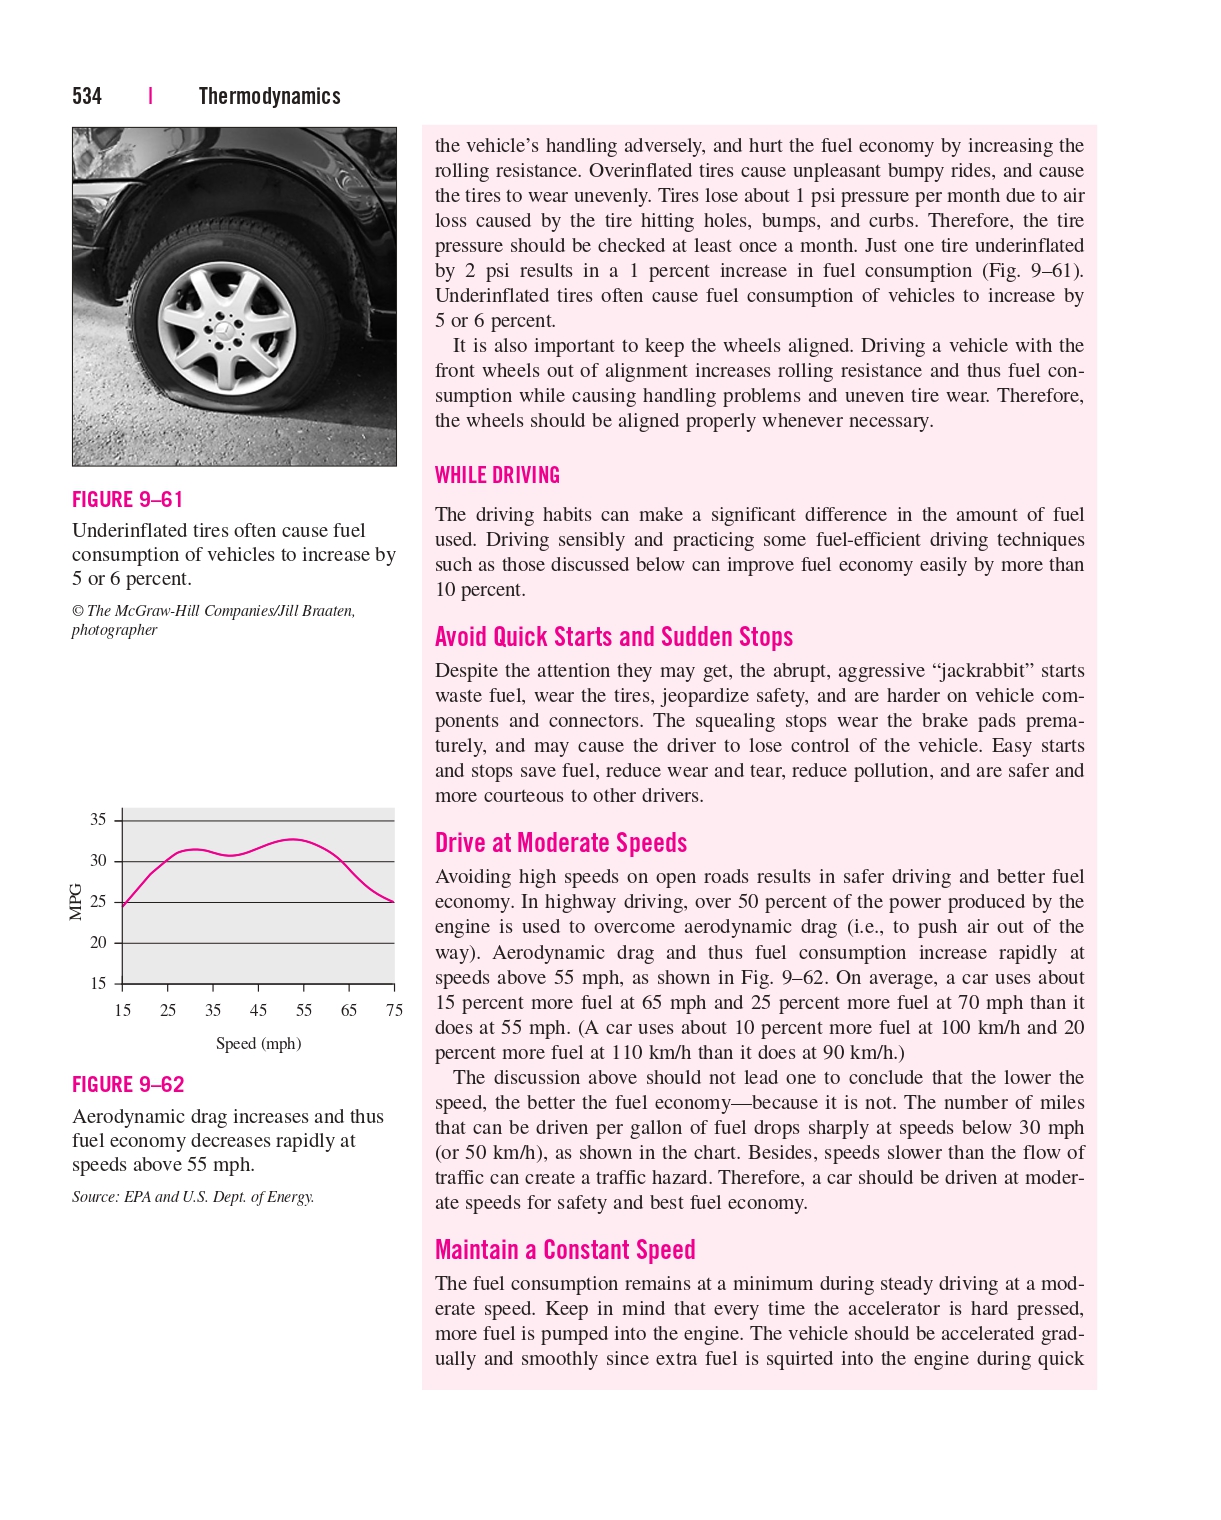 534 | Thermodynamics
FIGURE 9–61
Underinflated tires often cause fuel
consumption of vehicles to increase by
5 or 6 percent.
© The McGraw-Hill Companies/Jill Braaten,
photographer
35
30
25
20
15
MPG
15 25 35 45 55 65 75
Speed (mph)
FIGURE 9–62
Aerodynamic drag increases and thus
fuel economy decreases rapidly at
speeds above 55 mph.
Source: EPA and U.S. Dept. of Energy.
the vehicle’s handling adversely, and hurt the fuel economy by increasing the
rolling resistance. Overinflated tires cause unpleasant bumpy rides, and cause
the tires to wear unevenly. Tires lose about 1 psi pressure per month due to air
loss caused by the tire hitting holes, bumps, and curbs. Therefore, the tire
pressure should be checked at least once a month. Just one tire underinflated
by 2 psi results in a 1 percent increase in fuel consumption (Fig. 9–61).
Underinflated tires often cause fuel consumption of vehicles to increase by
5 or 6 percent.
It is also important to keep the wheels aligned. Driving a vehicle with the
front wheels out of alignment increases rolling resistance and thus fuel con-
sumption while causing handling problems and uneven tire wear. Therefore,
the wheels should be aligned properly whenever necessary.
WHILE DRIVING
The driving habits can make a significant difference in the amount of fuel
used. Driving sensibly and practicing some fuel-efficient driving techniques
such as those discussed below can improve fuel economy easily by more than
10 percent.
Avoid Quick Starts and Sudden Stops
Despite the attention they may get, the abrupt, aggressive “jackrabbit” starts
waste fuel, wear the tires, jeopardize safety, and are harder on vehicle com-
ponents and connectors. The squealing stops wear the brake pads prema-
turely, and may cause the driver to lose control of the vehicle. Easy starts
and stops save fuel, reduce wear and tear, reduce pollution, and are safer and
more courteous to other drivers.
Drive at Moderate Speeds
Avoiding high speeds on open roads results in safer driving and better fuel
economy. In highway driving, over 50 percent of the power produced by the
engine is used to overcome aerodynamic drag (i.e., to push air out of the
way). Aerodynamic drag and thus fuel consumption increase rapidly at
speeds above 55 mph, as shown in Fig. 9–62. On average, a car uses about
15 percent more fuel at 65 mph and 25 percent more fuel at 70 mph than it
does at 55 mph. (A car uses about 10 percent more fuel at 100 km/h and 20
percent more fuel at 110 km/h than it does at 90 km/h.)
The discussion above should not lead one to conclude that the lower the
speed, the better the fuel economy—because it is not. The number of miles
that can be driven per gallon of fuel drops sharply at speeds below 30 mph
(or 50 km/h), as shown in the chart. Besides, speeds slower than the flow of
traffic can create a traffic hazard. Therefore, a car should be driven at moder-
ate speeds for safety and best fuel economy.
Maintain a Constant Speed
The fuel consumption remains at a minimum during steady driving at a mod-
erate speed. Keep in mind that every time the accelerator is hard pressed,
more fuel is pumped into the engine. The vehicle should be accelerated grad-
ually and smoothly since extra fuel is squirted into the engine during quick